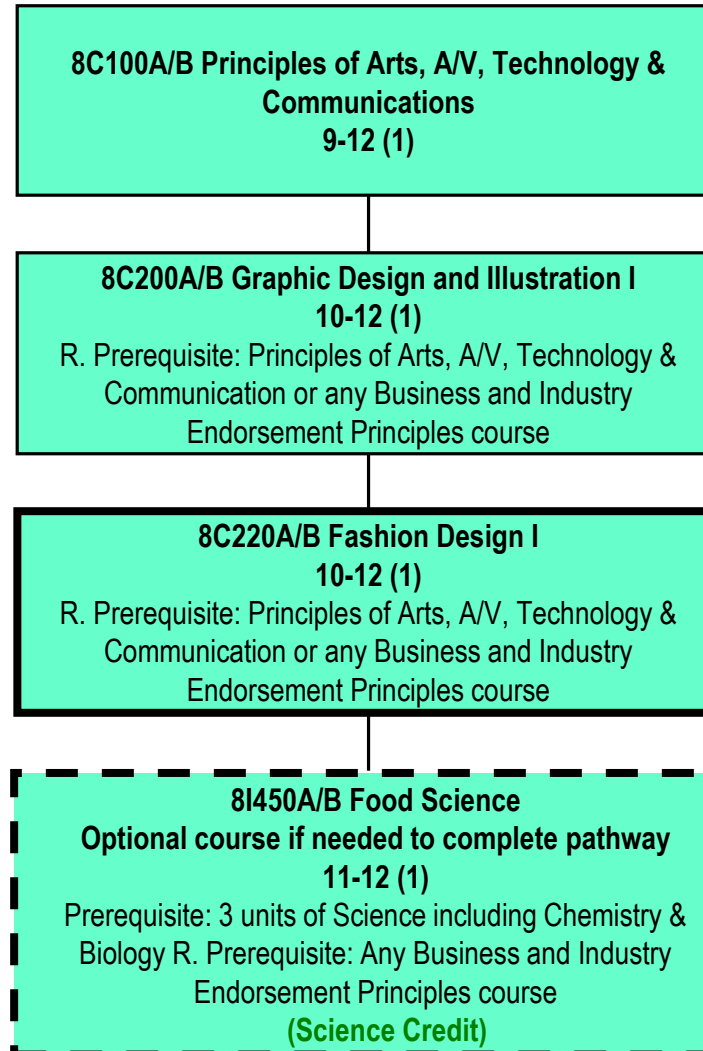 8C100A/B Principles of Arts, A/V, Technology &
Communications
9-12 (1)
8C200A/B Graphic Design and Illustration I
10-12 (1)
R. Prerequisite: Principles of Arts, A/V, Technology &
Communication or any Business and Industry
Endorsement Principles course
8C220A/B Fashion Design I
10-12 (1)
R. Prerequisite: Principles of Arts, A/V, Technology &
Communication or any Business and Industry
Endorsement Principles course
8I450A/B Food Science
Optional course if needed to complete pathway
11-12 (1)
Prerequisite: 3 units of Science including Chemistry &
Biology R. Prerequisite: Any Business and Industry
Endorsement Principles course
(Science Credit)